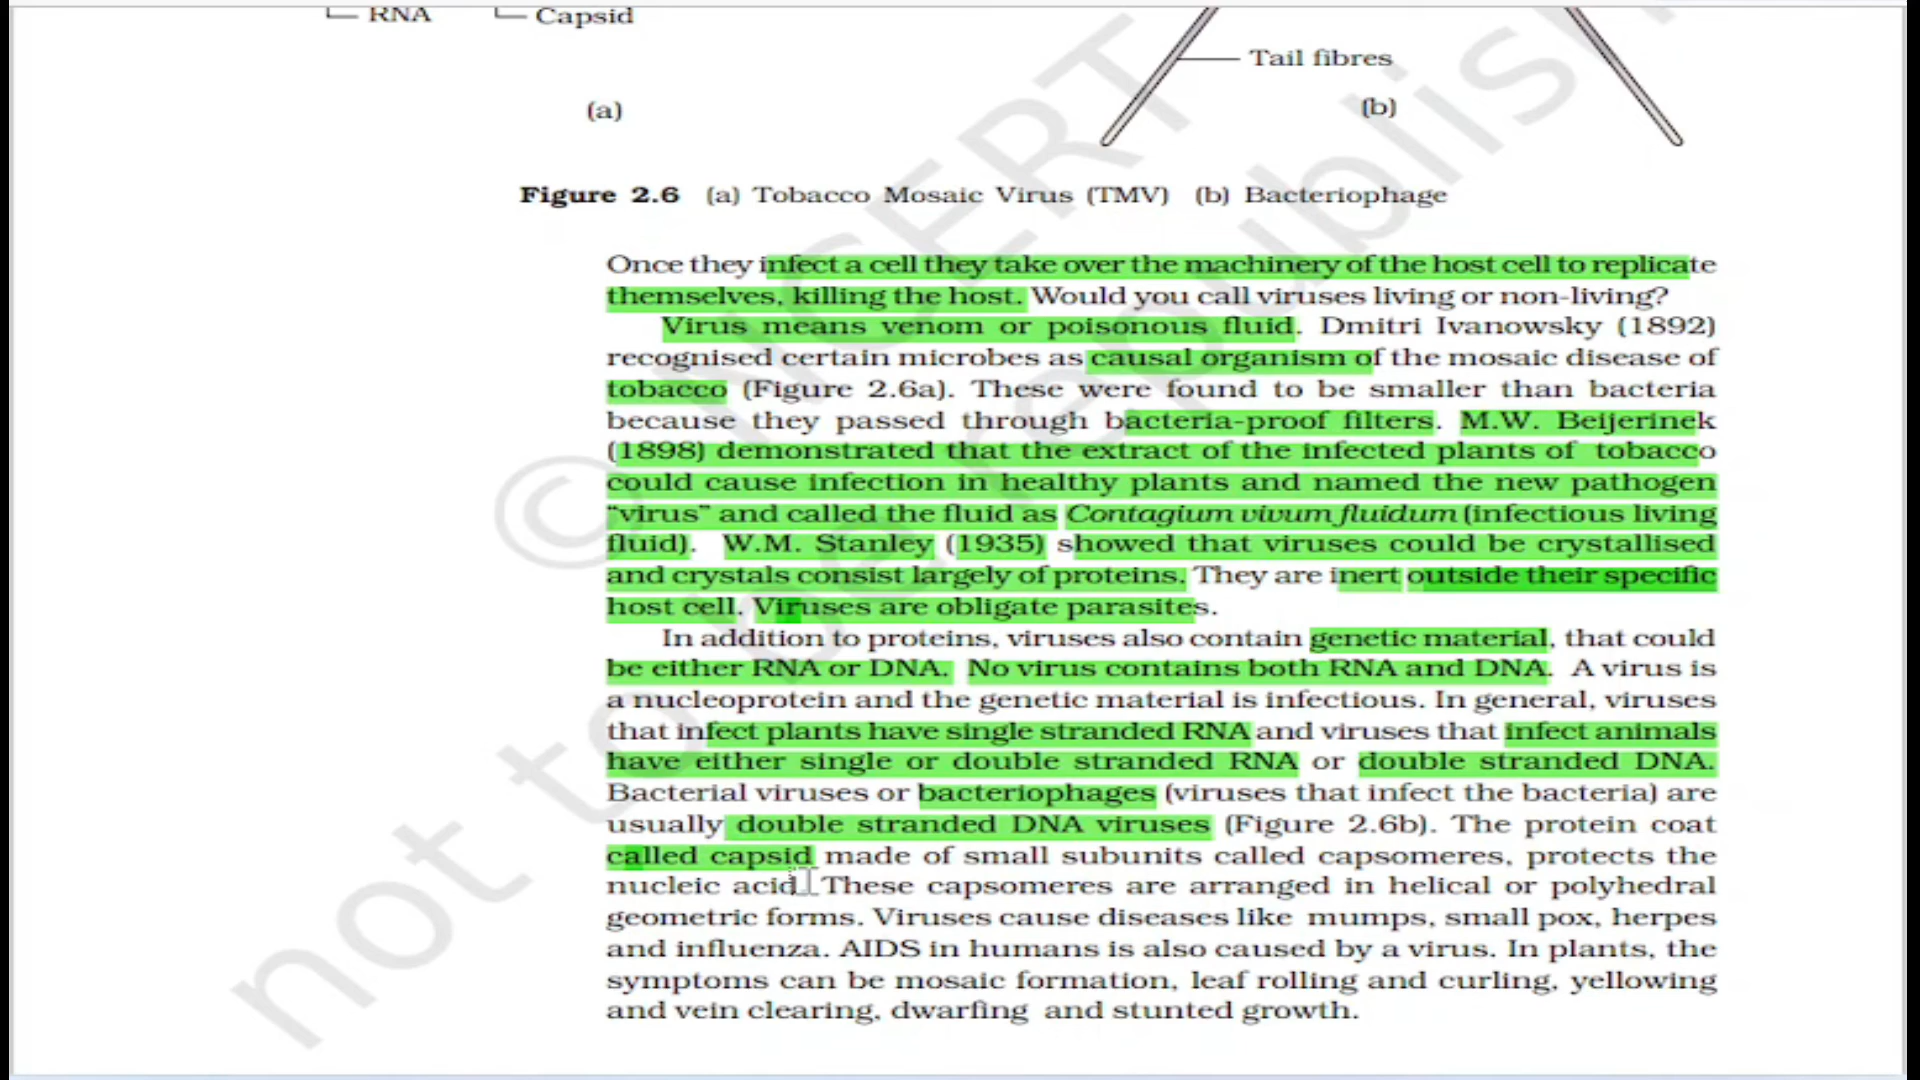 RNA Capsid
Tail fibres
(a) (b)
Figure 2.6 (a) Tobacco Mosaic Virus (TMV) (b) Bacteriophage
Once they infect a cell they take over the machinery of the host cell to replicate
themselves, killing the host. Would you call viruses living or non-living?
Virus means venom or poisonous fluid. Dmitri Ivanowsky (1892)
recognised certain microbes as causal organism of the mosaic disease of
tobacco (Figure 2.6a). These were found to be smaller than bacteria
because they passed through bacteria-proof filters. M.W. Beijerinek
(1898) demonstrated that the extract of the infected plants of tobacco
could cause infection in healthy plants and named the new pathogen
“virus” and called the fluid as Contagium vivum fluidum (infectious living
fluid). W.M. Stanley (1935) showed that viruses could be crystallised
and crystals consist largely of proteins. They are inert outside their specific
host cell. Viruses are obligate parasites.
In addition to proteins, viruses also contain genetic material, that could
be either RNA or DNA. No virus contains both RNA and DNA. A virus is
a nucleoprotein and the genetic material is infectious. In general, viruses
that infect plants have single stranded RNA and viruses that infect animals
have either single or double stranded RNA or double stranded DNA.
Bacterial viruses or bacteriophages (viruses that infect the bacteria) are
usually double stranded DNA viruses (Figure 2.6b). The protein coat
called capsid made of small subunits called capsomeres, protects the
nucleic acid. These capsomeres are arranged in helical or polyhedral
geometric forms. Viruses cause diseases like mumps, small pox, herpes
and influenza. AIDS in humans is also caused by a virus. In plants, the
symptoms can be mosaic formation, leaf rolling and curling, yellowing
and vein clearing, dwarfing and stunted growth.
© NCERT
not to be republish